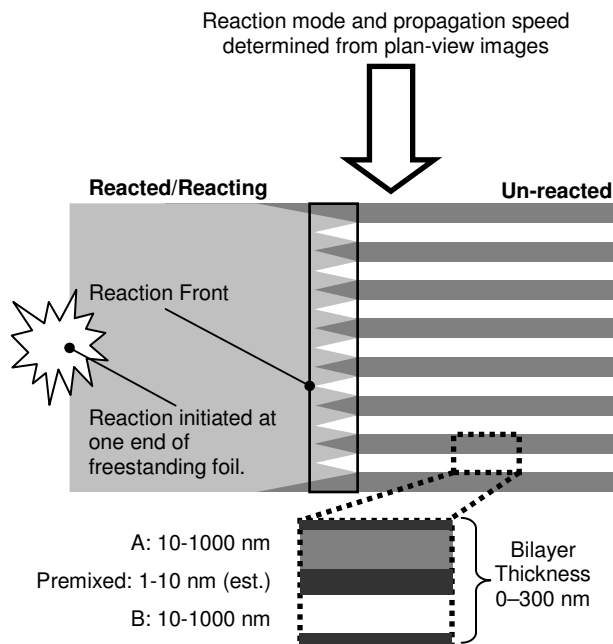 Reaction mode and propagation speed
determined from plan-view images
Reacted/Reacting
Un-reacted
Reaction Front
Reaction initiated at
one end of
freestanding foil.
A: 10-1000 nm
Premixed: 1-10 nm (est.)
B: 10-1000 nm
Bilayer
Thickness
0–300 nm